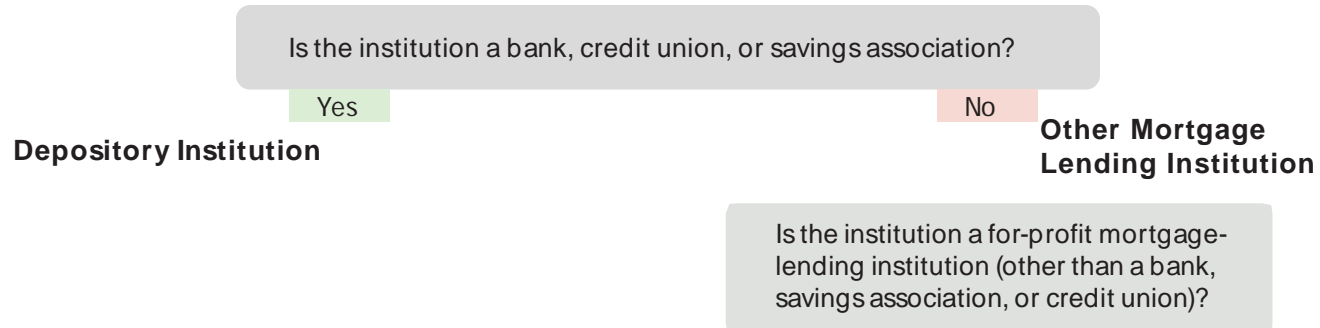 Is the institution a bank, credit union, or savings association?
Yes
No
Depository Institution
Other Mortgage
Lending Institution
Is the institution a for-profit mortgage-
lending institution (other than a bank,
savings association, or credit union)?